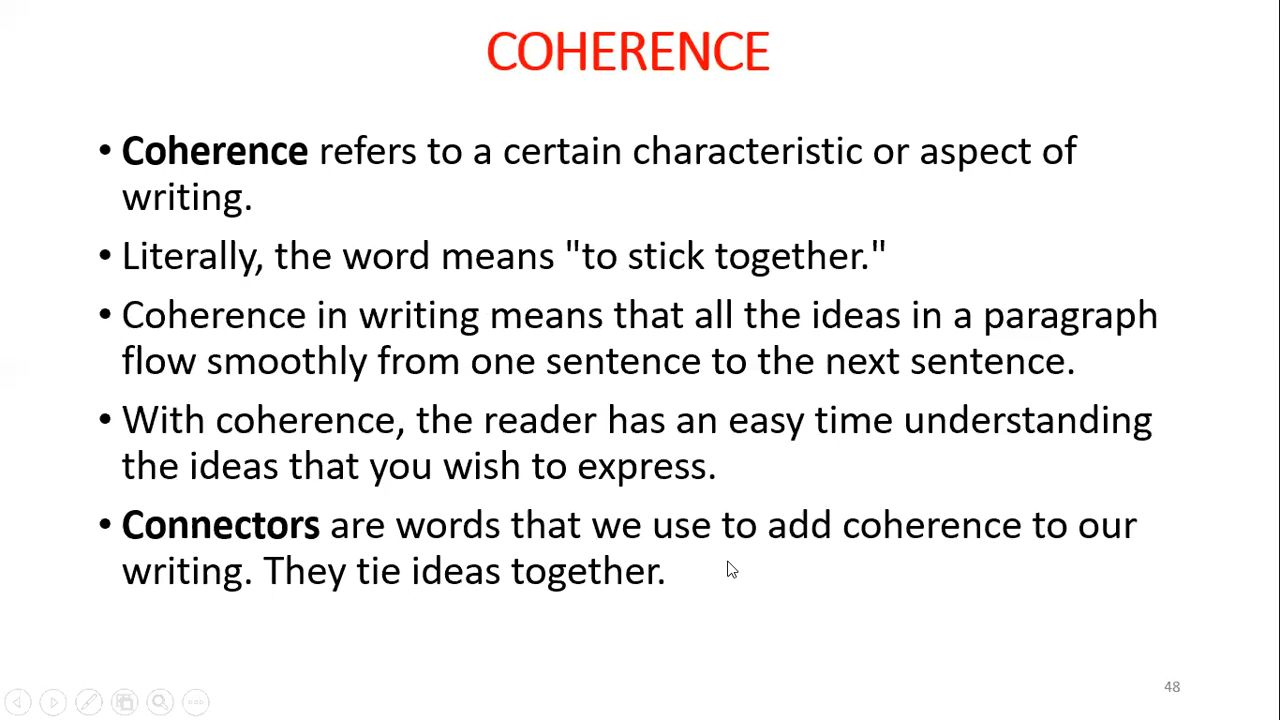 COHERENCE
• Coherence refers to a certain characteristic or aspect of
writing.
• Literally, the word means "to stick together."
• Coherence in writing means that all the ideas in a paragraph
flow smoothly from one sentence to the next sentence.
• With coherence, the reader has an easy time understanding
the ideas that you wish to express.
• Connectors are words that we use to add coherence to our
writing. They tie ideas together.
48